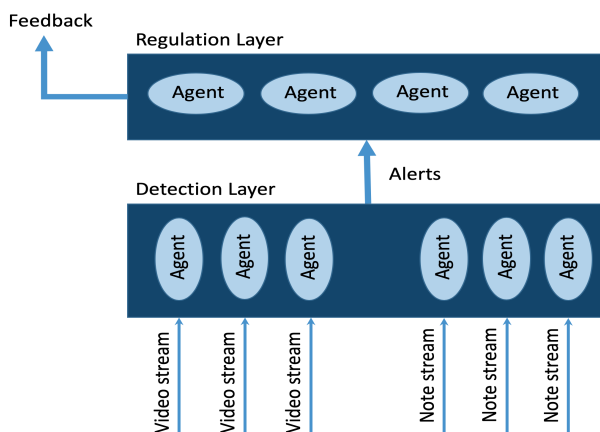 Feedback
Regulation Layer
Agent
Agent
Agent
Agent
Alerts
Detection Layer
Agent
Agent
Agent
Agent
Agent
Agent
Video stream
Video stream
Video stream
Note stream
Note stream
Note stream